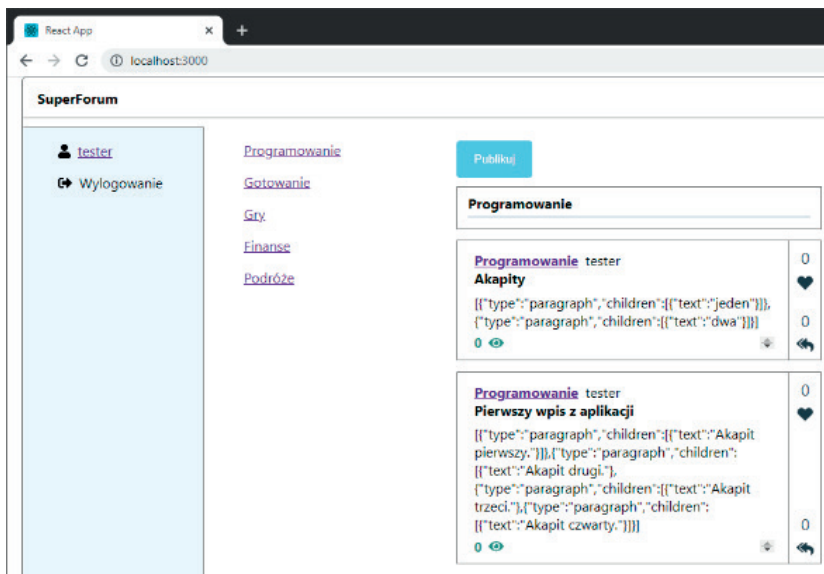 React App
localhost:3000
SuperForum
tester
Wylogowanie
Programowanie
Gotowanie
Gry
Finanse
Podróże
Publikuj
Programowanie
Programowanie tester
Akapity
[{"type":"paragraph","children":[{"text":"jeden"}]},
{"type":"paragraph","children":[{"text":"dwa"}]}]
0
0
0
Programowanie tester
Pierwszy wpis z aplikacji
[{"type":"paragraph","children":[{"text":"Akapit
pierwszy."}]},{"type":"paragraph","children":
[{"text":"Akapit drugi."},
{"type":"paragraph","children":[{"text":"Akapit
trzeci."},{"type":"paragraph","children":
[{"text":"Akapit czwarty."}]}]
0
0
0